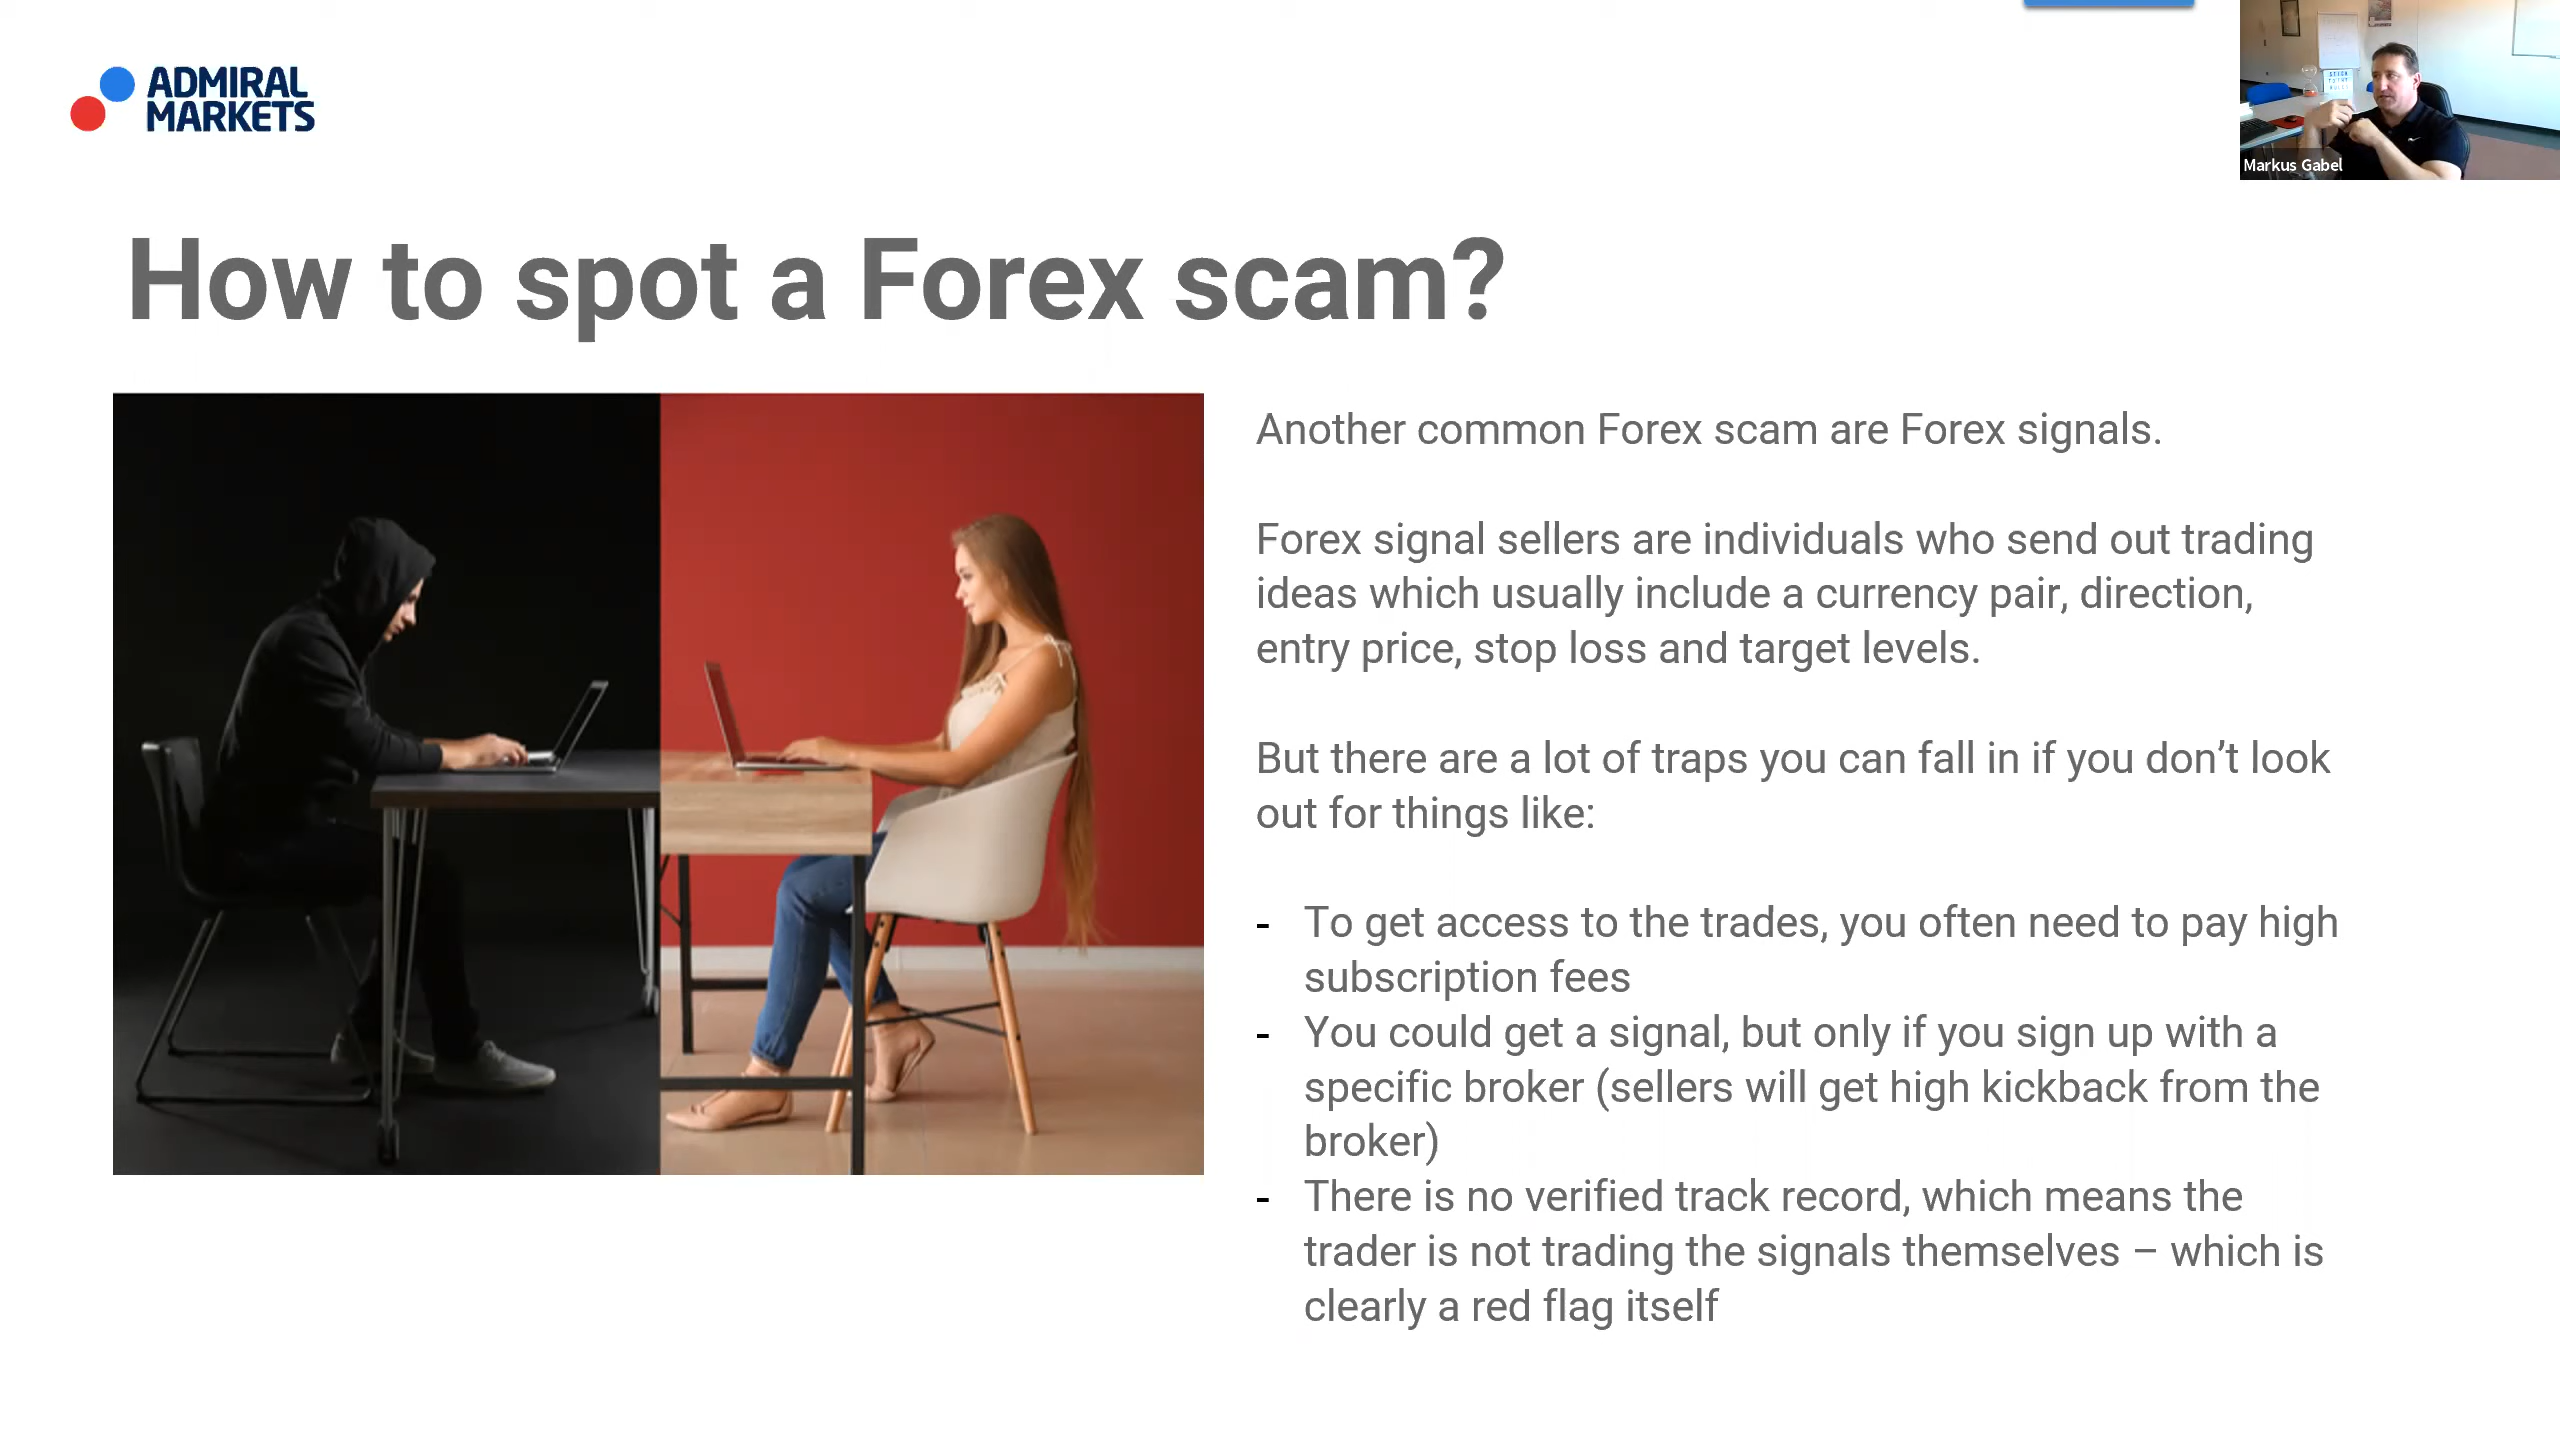 ADMIRAL
MARKETS
Markus Gabel
How to spot a Forex scam?
Another common Forex scam are Forex signals.
Forex signal sellers are individuals who send out trading
ideas which usually include a currency pair, direction,
entry price, stop loss and target levels.
But there are a lot of traps you can fall in if you don’t look
out for things like:
- To get access to the trades, you often need to pay high
subscription fees
- You could get a signal, but only if you sign up with a
specific broker (sellers will get high kickback from the
broker)
- There is no verified track record, which means the
trader is not trading the signals themselves – which is
clearly a red flag itself